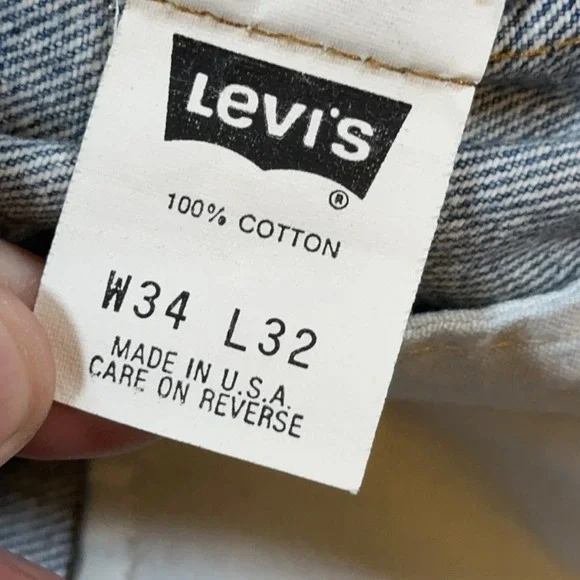 Levi's
®
100% COTTON
W34 L32
MADE IN U.S.A.
CARE ON REVERSE